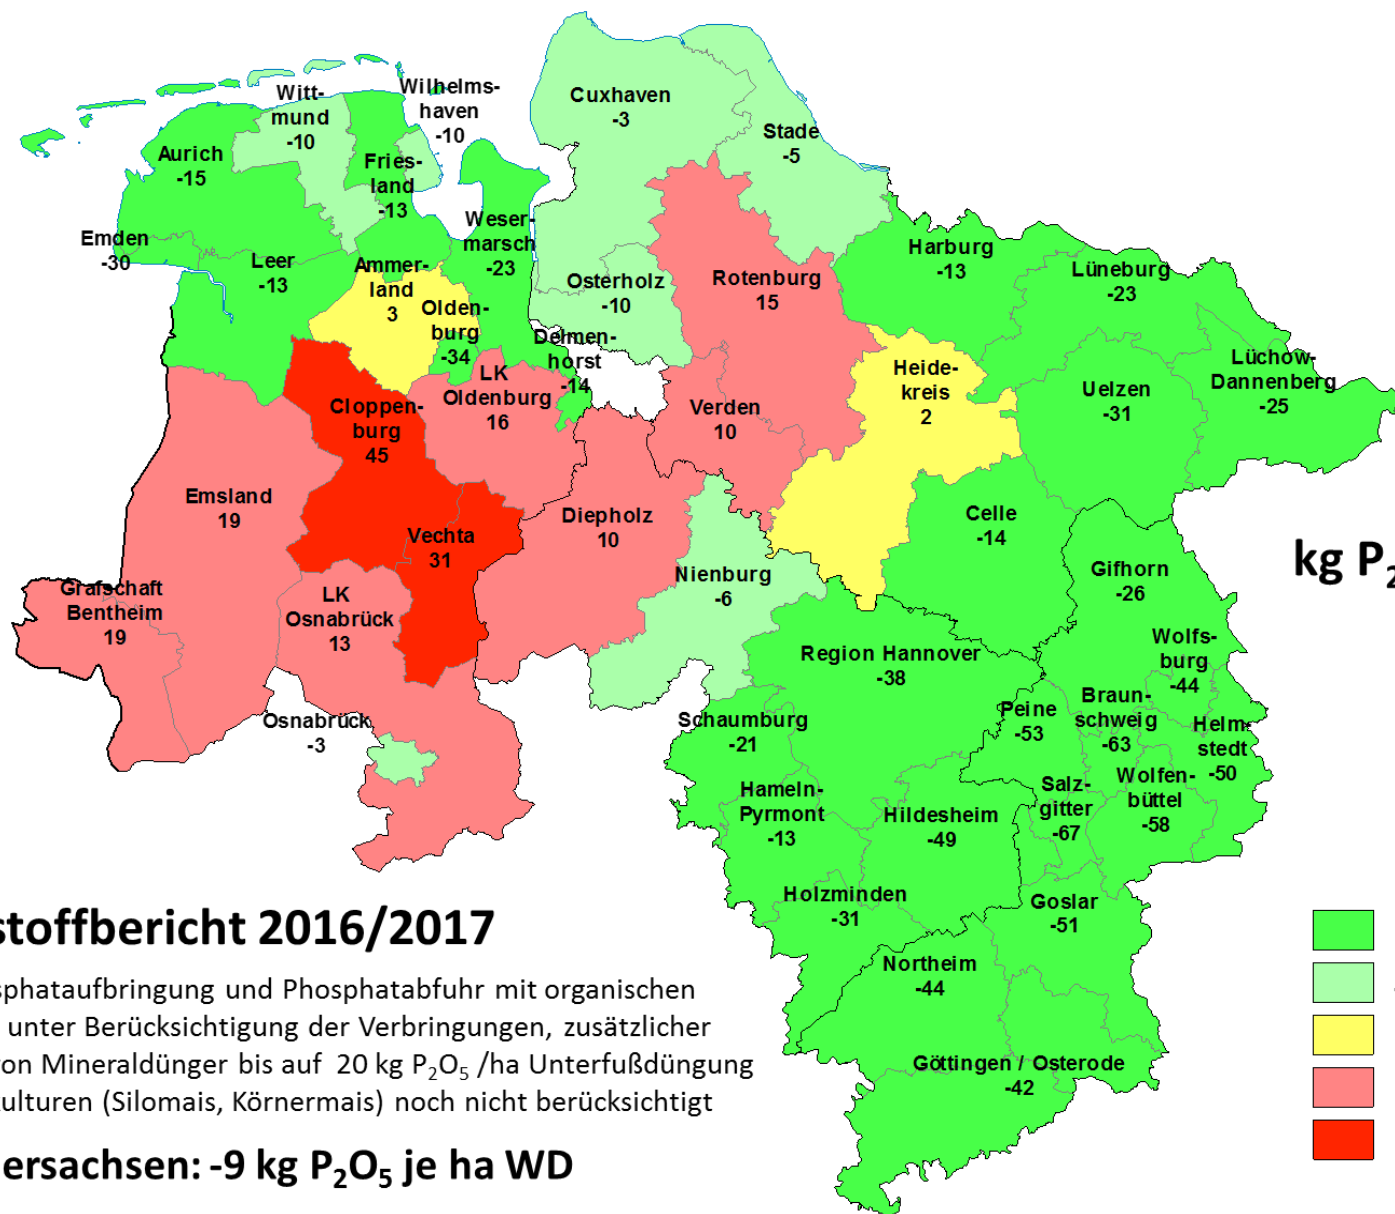 Witt-
mund
-10
Wilhelms-
haven
-10
Cuxhaven
-3
Stade
-5
Aurich
-15
Fries-
land
-13
Weser-
marsch
-23
Emden
-30
Leer
-13
Ammer-
land
3
Olden-
burg
-34
Osterholz
-10
Rotenburg
15
Harburg
-13
Lüneburg
-23
Delmen-
horst
-14
LK
Oldenburg
16
Cloppen-
burg
45
Verden
10
Heide-
kreis
2
Uelzen
-31
Lüchow-
Dannenberg
-25
Emsland
19
Vechta
31
Diepholz
10
Celle
-14
Nienburg
-6
Gifhorn
-26
kg P2
Grafschaft
Bentheim
19
LK
Osnabrück
13
Osnabrück
-3
Region Hannover
-38
Wolfs-
burg
-44
Schaumburg
-21
Peine
-53
Braun-
schweig
-63
Helm-
stedt
-50
Hameln-
Pyrmont
-13
Hildesheim
-49
Salz-
gitter
-67
Wolfen-
büttel
-58
Holzminden
-31
Goslar
-51
Northeim
-44
Göttingen / Osterode
-42
stoffbericht 2016/2017
sphataufbringung und Phosphatabfuhr mit organischen
unter Berücksichtigung der Verbringungen, zusätzlicher
von Mineraldünger bis auf 20 kg P2O5 /ha Unterfußdüngung
kulturen (Silomais, Körnermais) noch nicht berücksichtigt
ersachsen: -9 kg P2O5 je ha WD